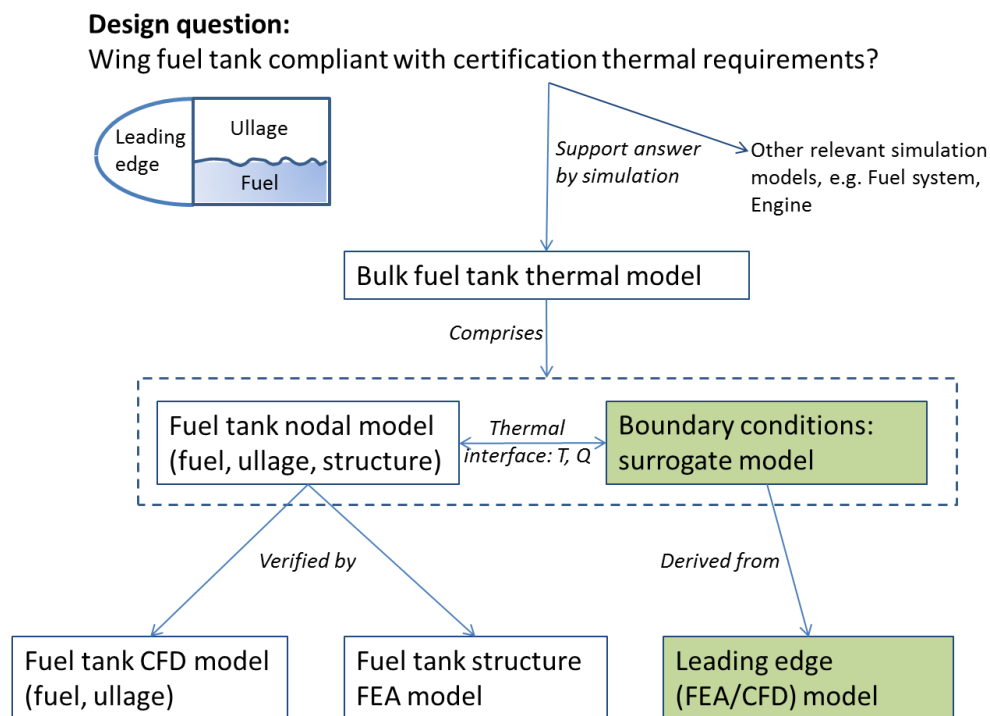 Design question:
Wing fuel tank compliant with certification thermal requirements?
Leading
edge
Ullage
Fuel
Support answer
by simulation
Other relevant simulation
models, e.g. Fuel system,
Engine
Bulk fuel tank thermal model
Comprises
Fuel tank nodal model
(fuel, ullage, structure)
Thermal
interface: T, Q
Boundary conditions:
surrogate model
Verified by
Derived from
Fuel tank CFD model
(fuel, ullage)
Fuel tank structure
FEA model
Leading edge
(FEA/CFD) model